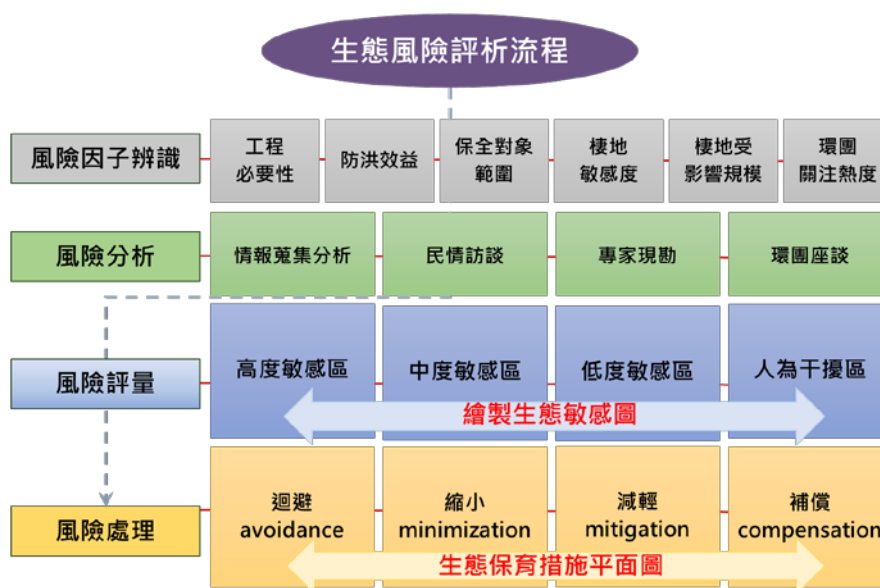 生態風險評析流程
風險因子辨識
工程
必要性
防洪效益
保全對象
範圍
棲地
敏感度
棲地受
影響規模
環團
關注熱度
風險分析
情報蒐集分析
民情訪談
專家現勘
環團座談
風險評量
高度敏感區
中度敏感區
低度敏感區
人為干擾區
繪製生態敏感圖
風險處理
迴避
avoidance
縮小
minimization
減輕
mitigation
補償
compensation
生態保育措施平面圖